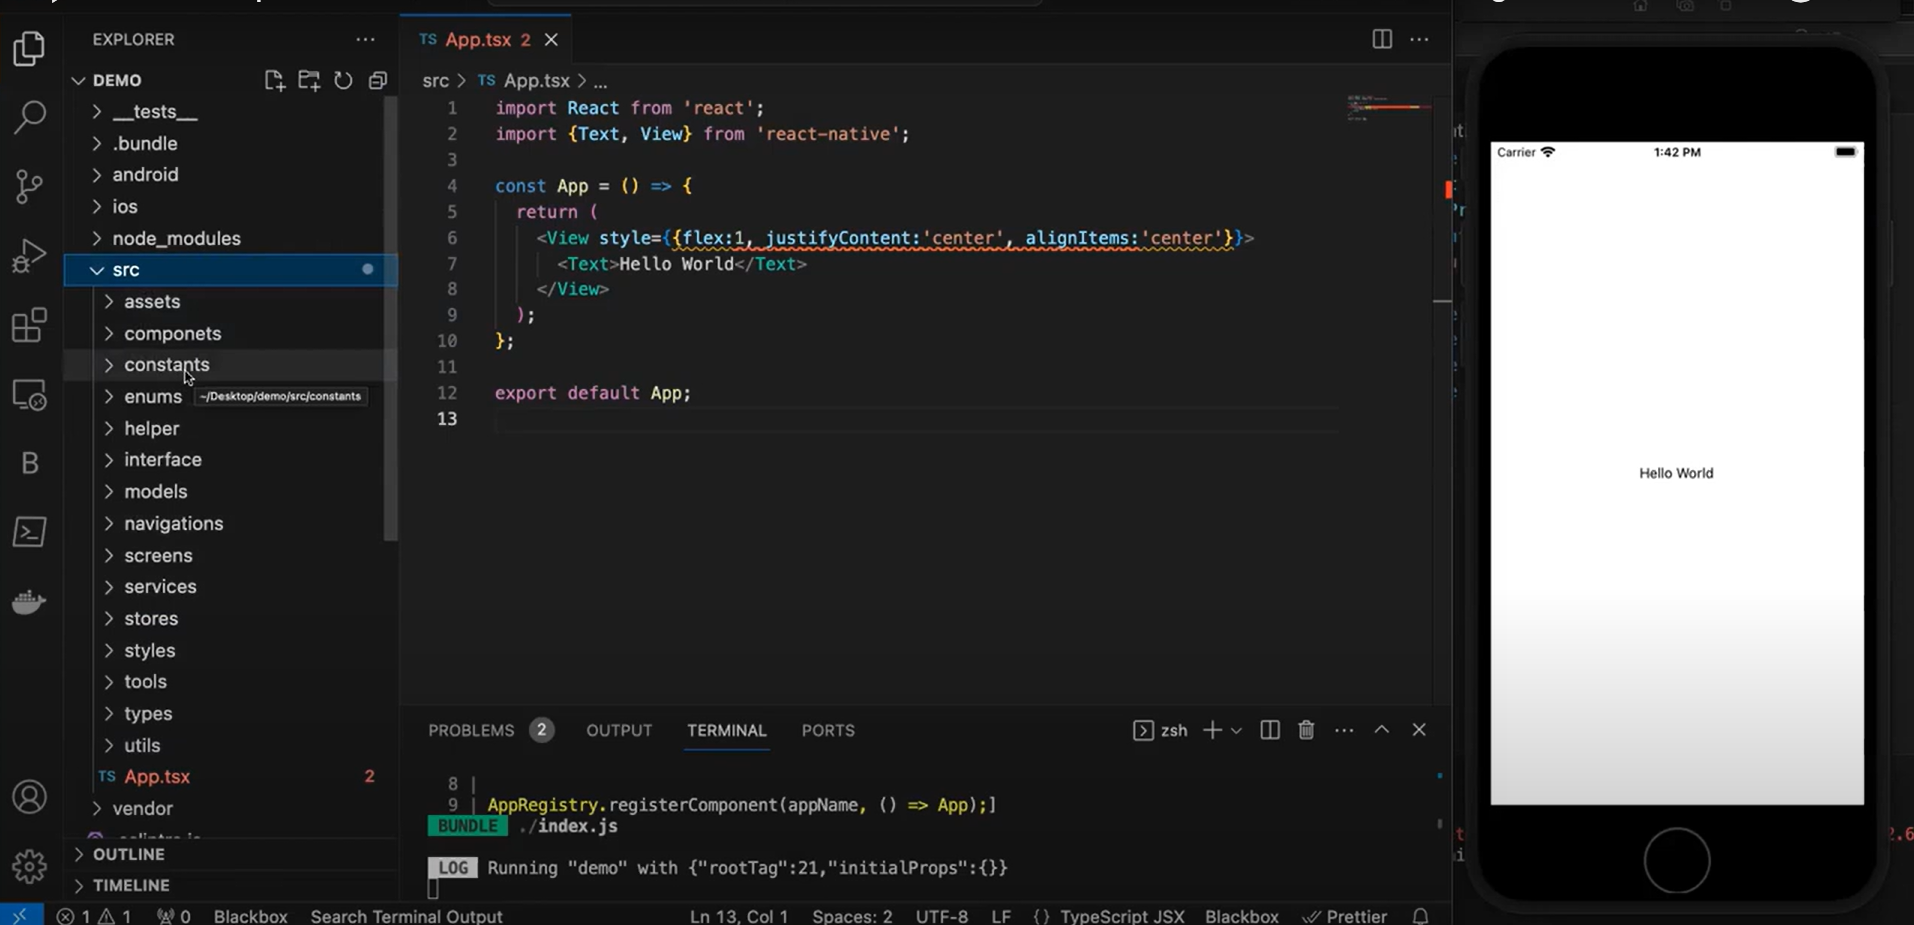 EXPLORER
DEMO
__tests__
.bundle
android
ios
node_modules
src
assets
componets
constants
~/Desktop/demo/src/constants
enums
helper
interface
models
navigations
screens
services
stores
styles
tools
types
utils
TS App.tsx 2
vendor
OUTLINE
TIMELINE
TS App.tsx 2
src > TS App.tsx > ...
1 import React from 'react';
2 import {Text, View} from 'react-native';
3
4 const App = () => {
5 return (
6 <View style={{flex:1, justifyContent:'center', alignItems:'center'}}>
7 <Text>Hello World</Text>
8 </View>
9 );
10 };
11
12 export default App;
13
PROBLEMS 2 OUTPUT TERMINAL PORTS
zsh
8 |
9 | AppRegistry.registerComponent(appName, () => App);]
BUNDLE ./index.js
LOG Running "demo" with {"rootTag":21,"initialProps":{}}
1 1 0 Blackbox Search Terminal Output Ln 13, Col 1 Spaces: 2 UTF-8 LF {} TypeScript JSX Blackbox Prettier
Carrier 1:42 PM
Hello World